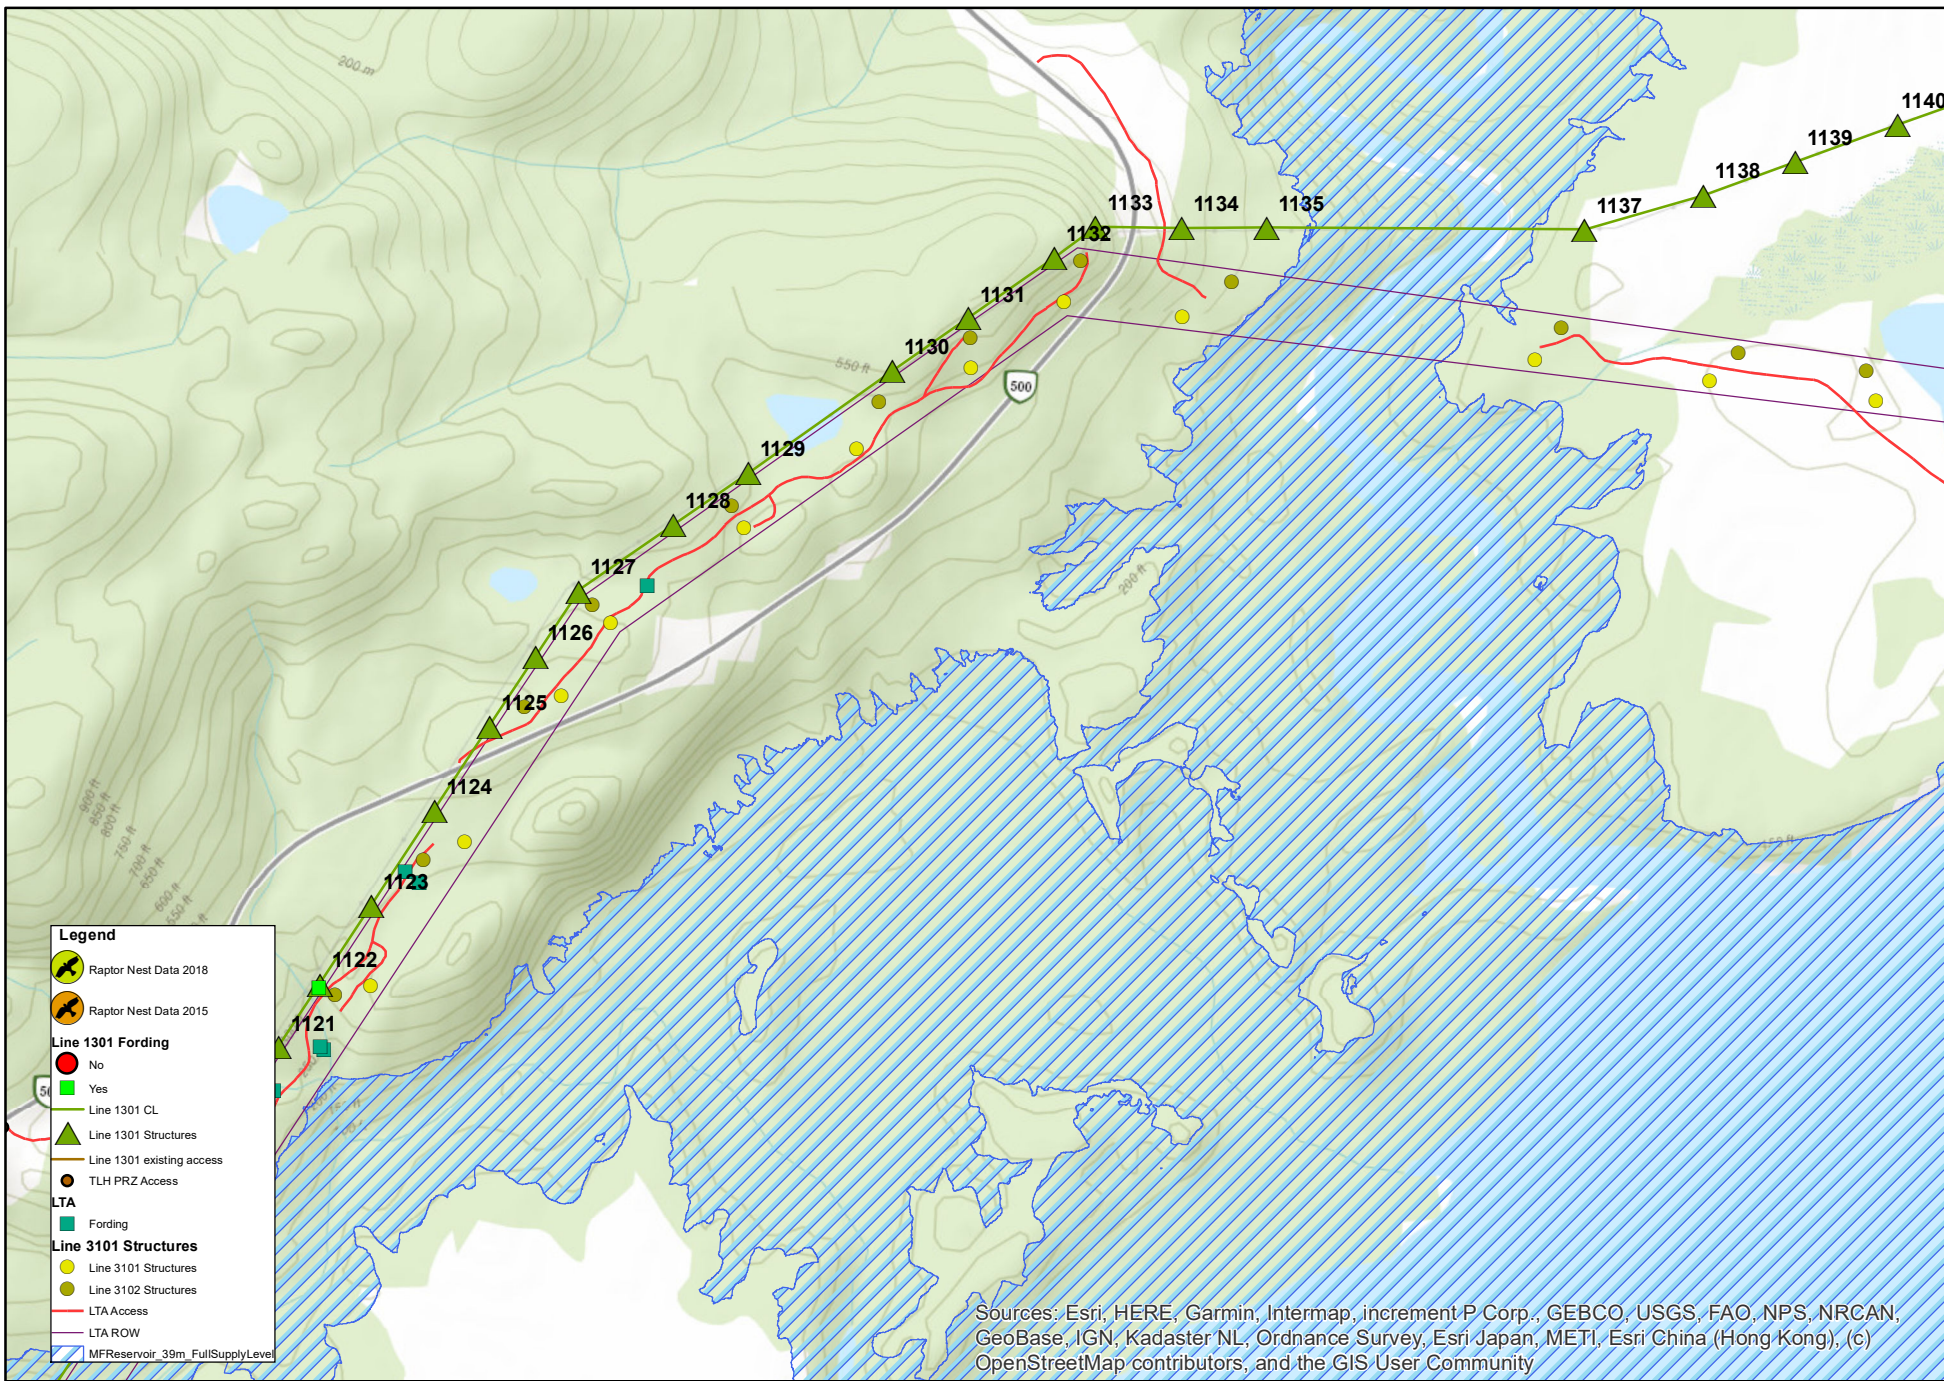 200 m
1140
1139
1138
1137
1133
1134
1135
1132
1131
1130
550 ft
500
1129
1128
1127
200 ft
1126
1125
1124
900 ft
850 ft
800 ft
750 ft
700 ft
650 ft
600 ft
550 ft
1123
1122
1121
Legend
Raptor Nest Data 2018
Raptor Nest Data 2015
Line 1301 Fording
No
Yes
Line 1301 CL
Line 1301 Structures
Line 1301 existing access
TLH PRZ Access
LTA
Fording
Line 3101 Structures
Line 3101 Structures
Line 3102 Structures
LTA Access
LTA ROW
MFReservoir_39m_FullSupplyLevel
Sources: Esri, HERE, Garmin, Intermap, increment P Corp., GEBCO, USGS, FAO, NPS, NRCAN,
GeoBase, IGN, Kadaster NL, Ordnance Survey, Esri Japan, METI, Esri China (Hong Kong), (c)
OpenStreetMap contributors, and the GIS User Community